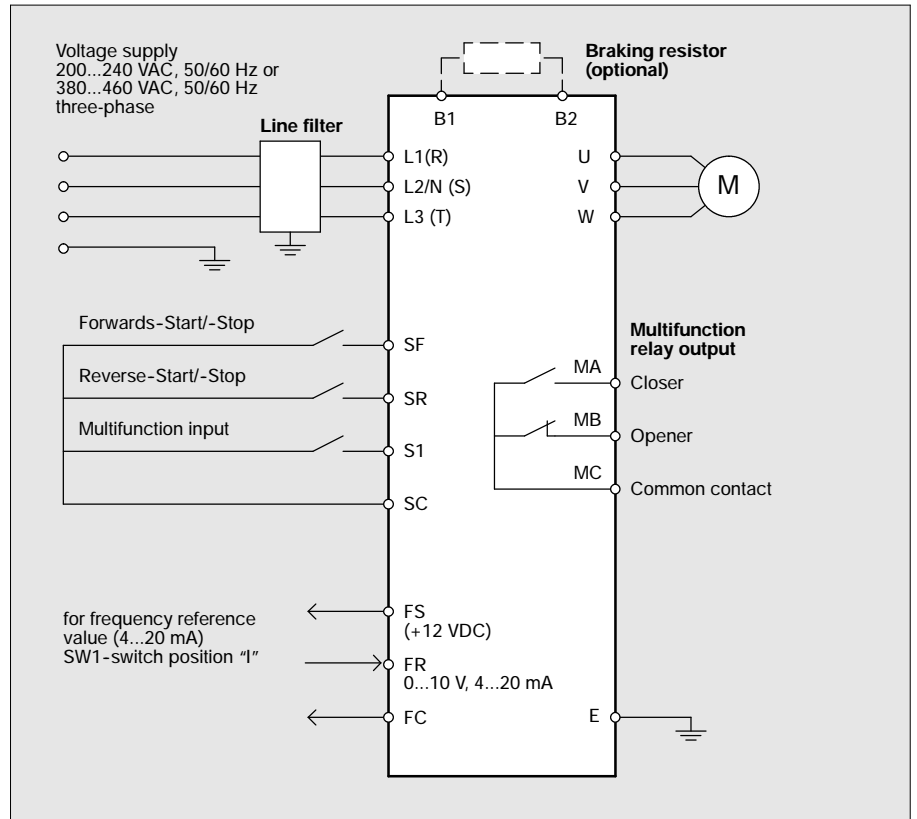 Voltage supply
200...240 VAC, 50/60 Hz or
380...460 VAC, 50/60 Hz
three-phase
Line filter
Braking resistor
(optional)
B1
B2
L1(R)
L2/N (S)
L3 (T)
U
V
W
M
Forwards-Start/-Stop
SF
Reverse-Start/-Stop
SR
Multifunction input
S1
SC
Multifunction
relay output
MA
Closer
MB
Opener
MC
Common contact
for frequency reference
value (4...20 mA)
SW1-switch position "I"
FS
(+12 VDC)
FR
0...10 V, 4...20 mA
FC
E